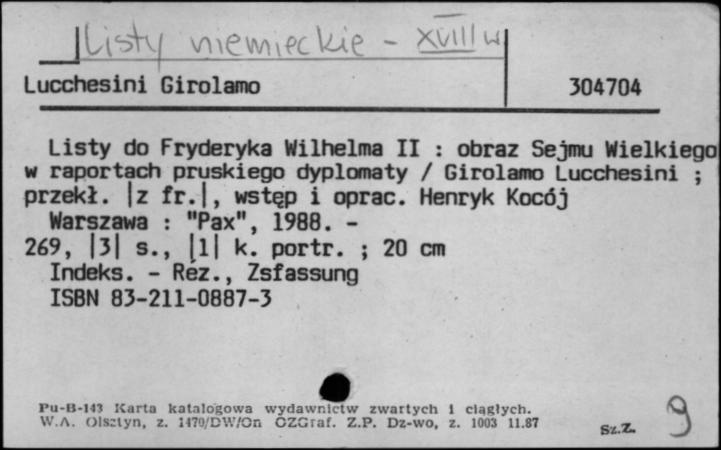 Listy niemieckie - XVIII w
Lucchesini Girolamo 304704
Listy do Fryderyka Wilhelma II : obraz Sejmu Wielkiego
w raportach pruskiego dyplomaty / Girolamo Lucchesini ;
przekł. |z fr.|, wstęp i oprac. Henryk Kocój
Warszawa : "Pax", 1988. -
269, |3| s., |1| k. portr. ; 20 cm
Indeks. - Réz., Zsfassung
ISBN 83-211-0887-3
Pu-B-143 Karta katalogowa wydawnictw zwartych i ciągłych.
W.A. Olsztyn, z. 1470/DW/Gn OZGraf. Z.P. Dz-wo, z. 1003 11.87
Sz.Z. 9